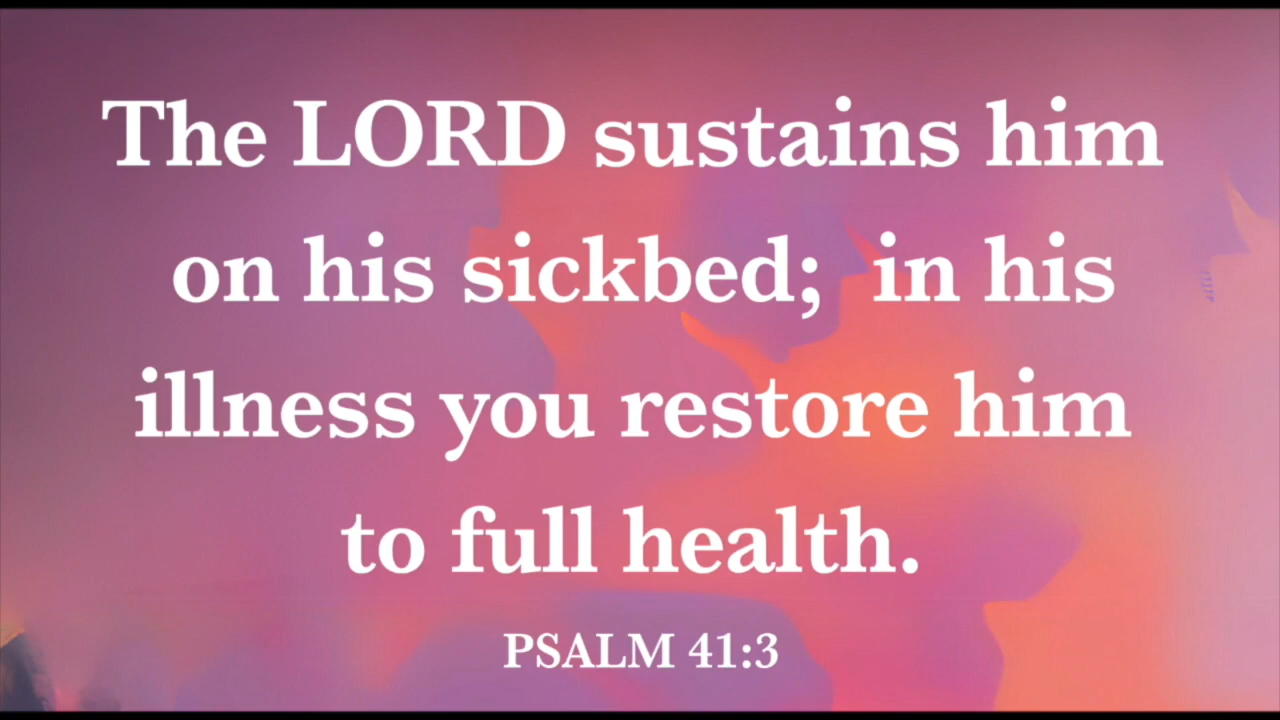 The LORD sustains him
on his sickbed; in his
illness you restore him
to full health.
PSALM 41:3